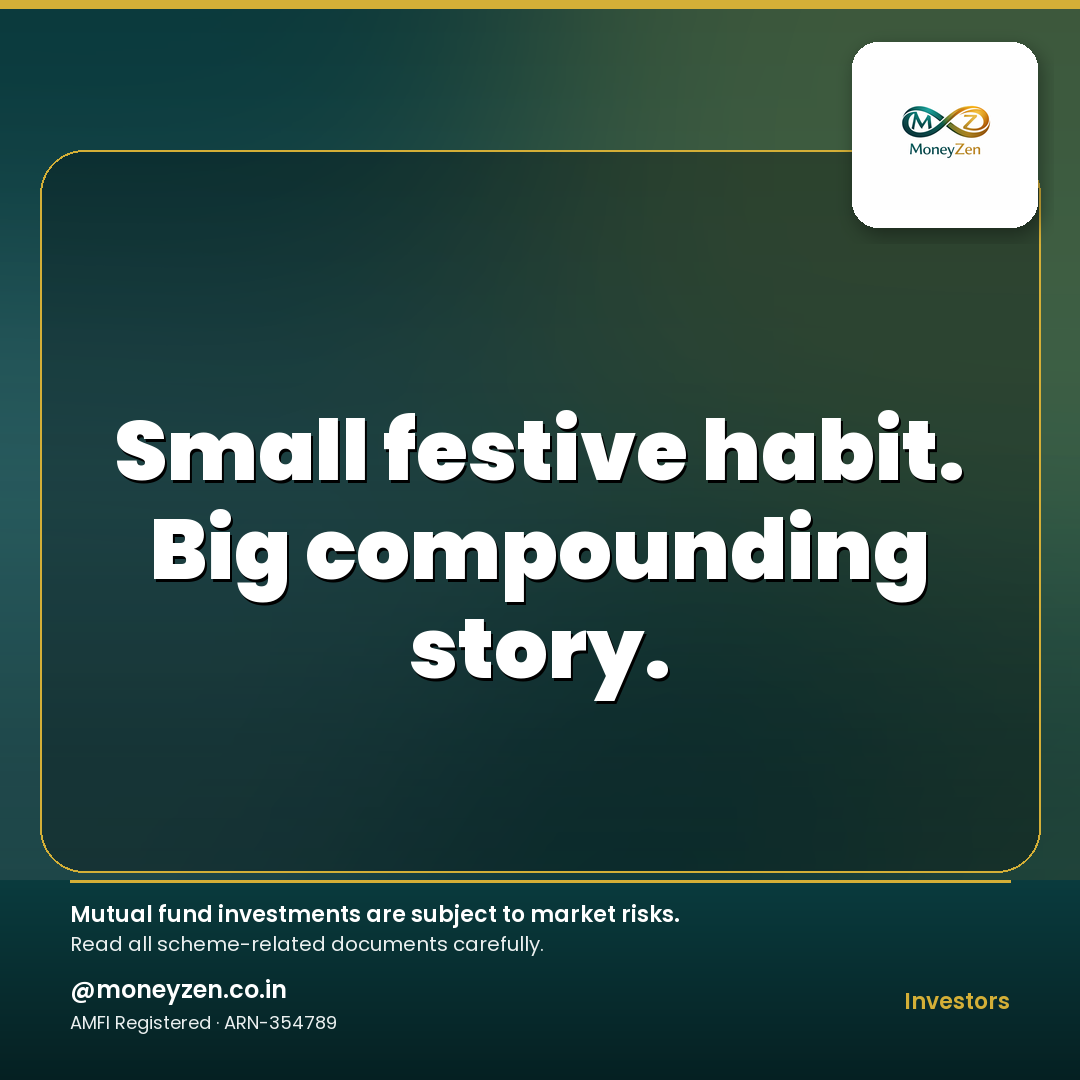 M Z
MoneyZen
Small festive habit.
Big compounding
story.
Mutual fund investments are subject to market risks.
Read all scheme-related documents carefully.
@moneyzen.co.in
AMFI Registered · ARN-354789
Investors